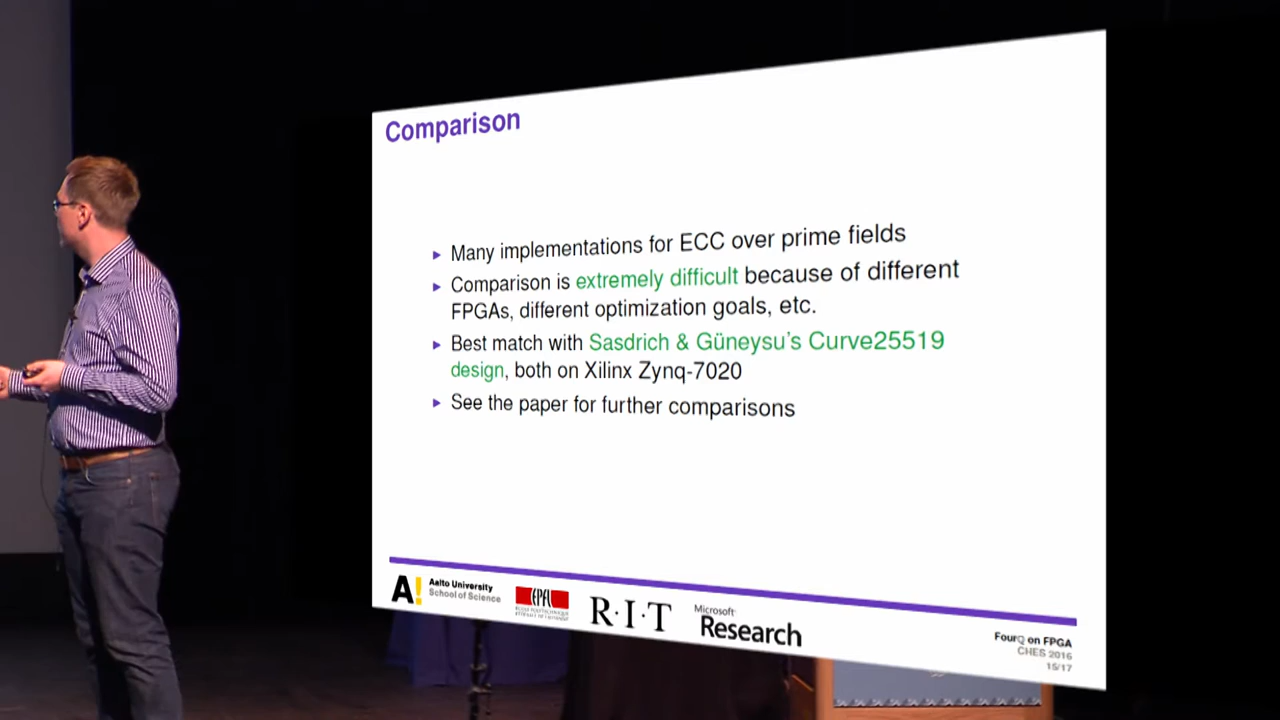 Comparison
▸ Many implementations for ECC over prime fields
▸ Comparison is extremely difficult because of different
FPGAs, different optimization goals, etc.
▸ Best match with Sasdrich & Güneysu's Curve25519
design, both on Xilinx Zynq-7020
▸ See the paper for further comparisons
A! Aalto University
School of Science
EPFL
R·I·T
Microsoft
Research
FourQ on FPGA
CHES 2016
15/17